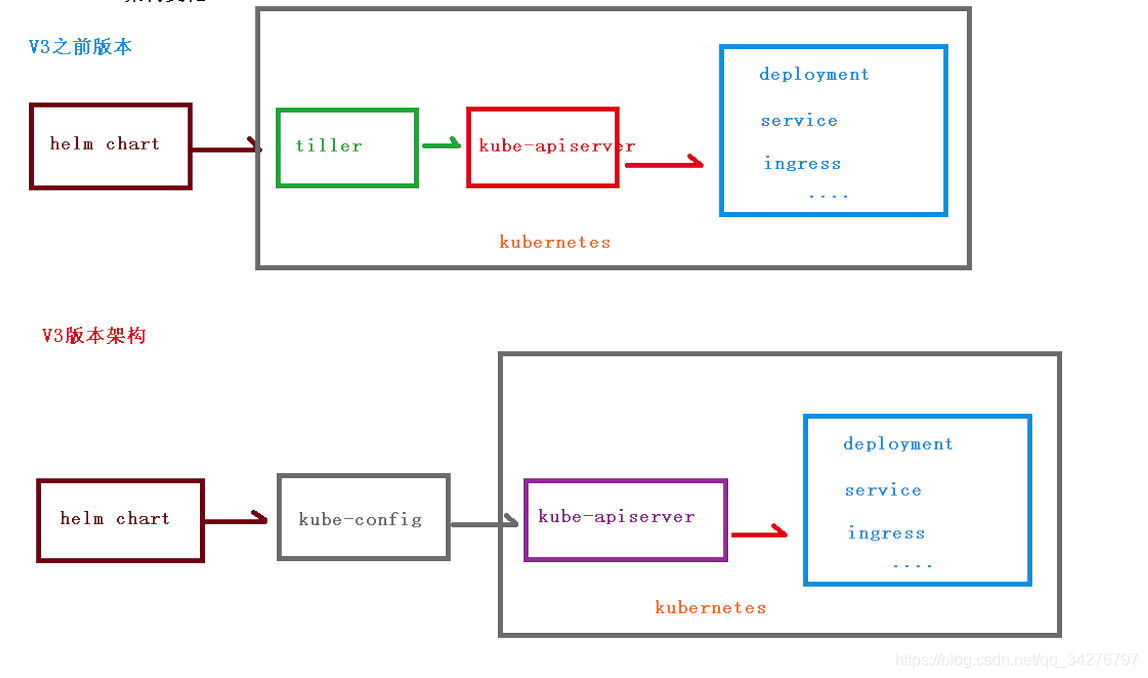 V3之前版本
helm chart
tiller
kube-apiserver
deployment
service
ingress
....
kubernetes
V3版本架构
helm chart
kube-config
kube-apiserver
deployment
service
ingress
....
kubernetes
https://blog.csdn.net/qq_34276797